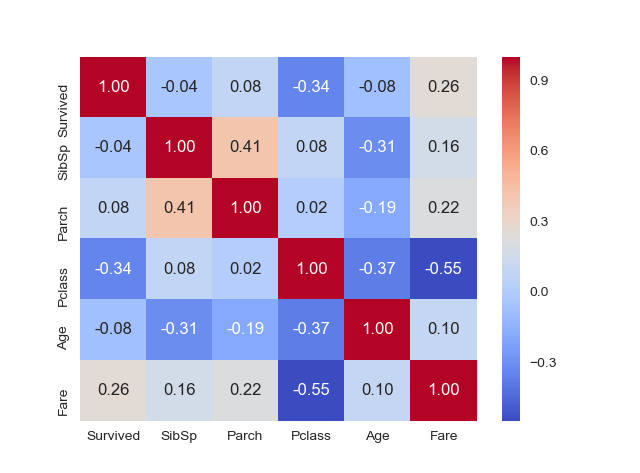 Survived 1.00 -0.04 0.08 -0.34 -0.08 0.26
SibSp -0.04 1.00 0.41 0.08 -0.31 0.16
Parch 0.08 0.41 1.00 0.02 -0.19 0.22
Pclass -0.34 0.08 0.02 1.00 -0.37 -0.55
Age -0.08 -0.31 -0.19 -0.37 1.00 0.10
Fare 0.26 0.16 0.22 -0.55 0.10 1.00
Survived SibSp Parch Pclass Age Fare
0.9
0.6
0.3
0.0
−0.3